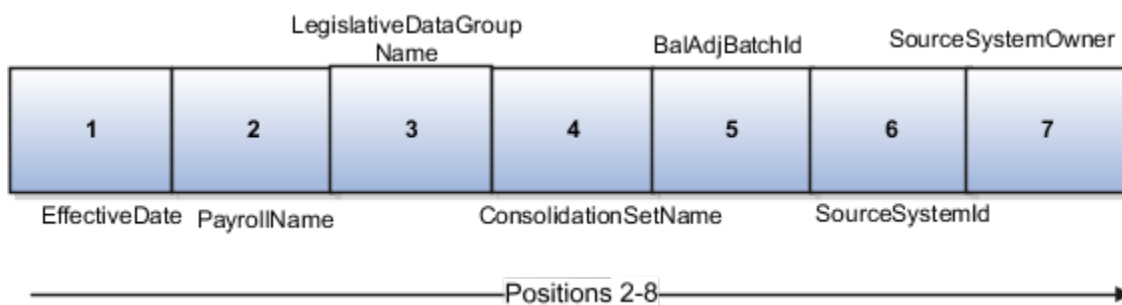 LegislativeDataGroup
Name
BalAdjBatchId
SourceSystemOwner
1
2
3
4
5
6
7
EffectiveDate
PayrollName
ConsolidationSetName
SourceSystemId
Positions 2-8